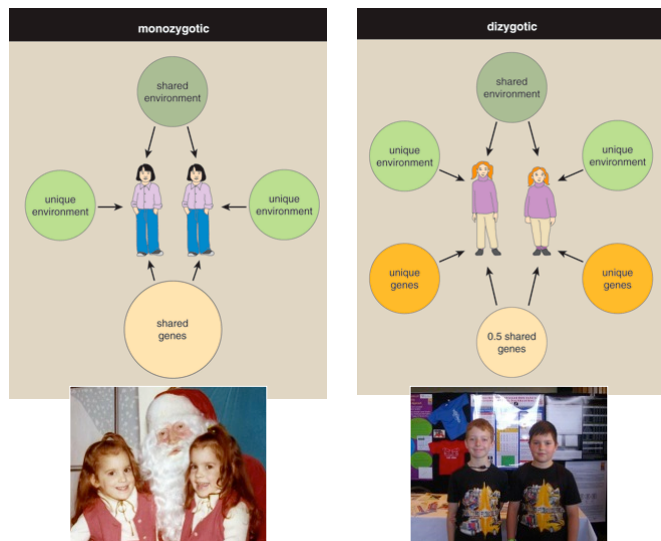 monozygotic
shared
environment
unique
environment
unique
environment
shared
genes
dizygotic
shared
environment
unique
environment
unique
environment
unique
genes
unique
genes
0.5 shared
genes